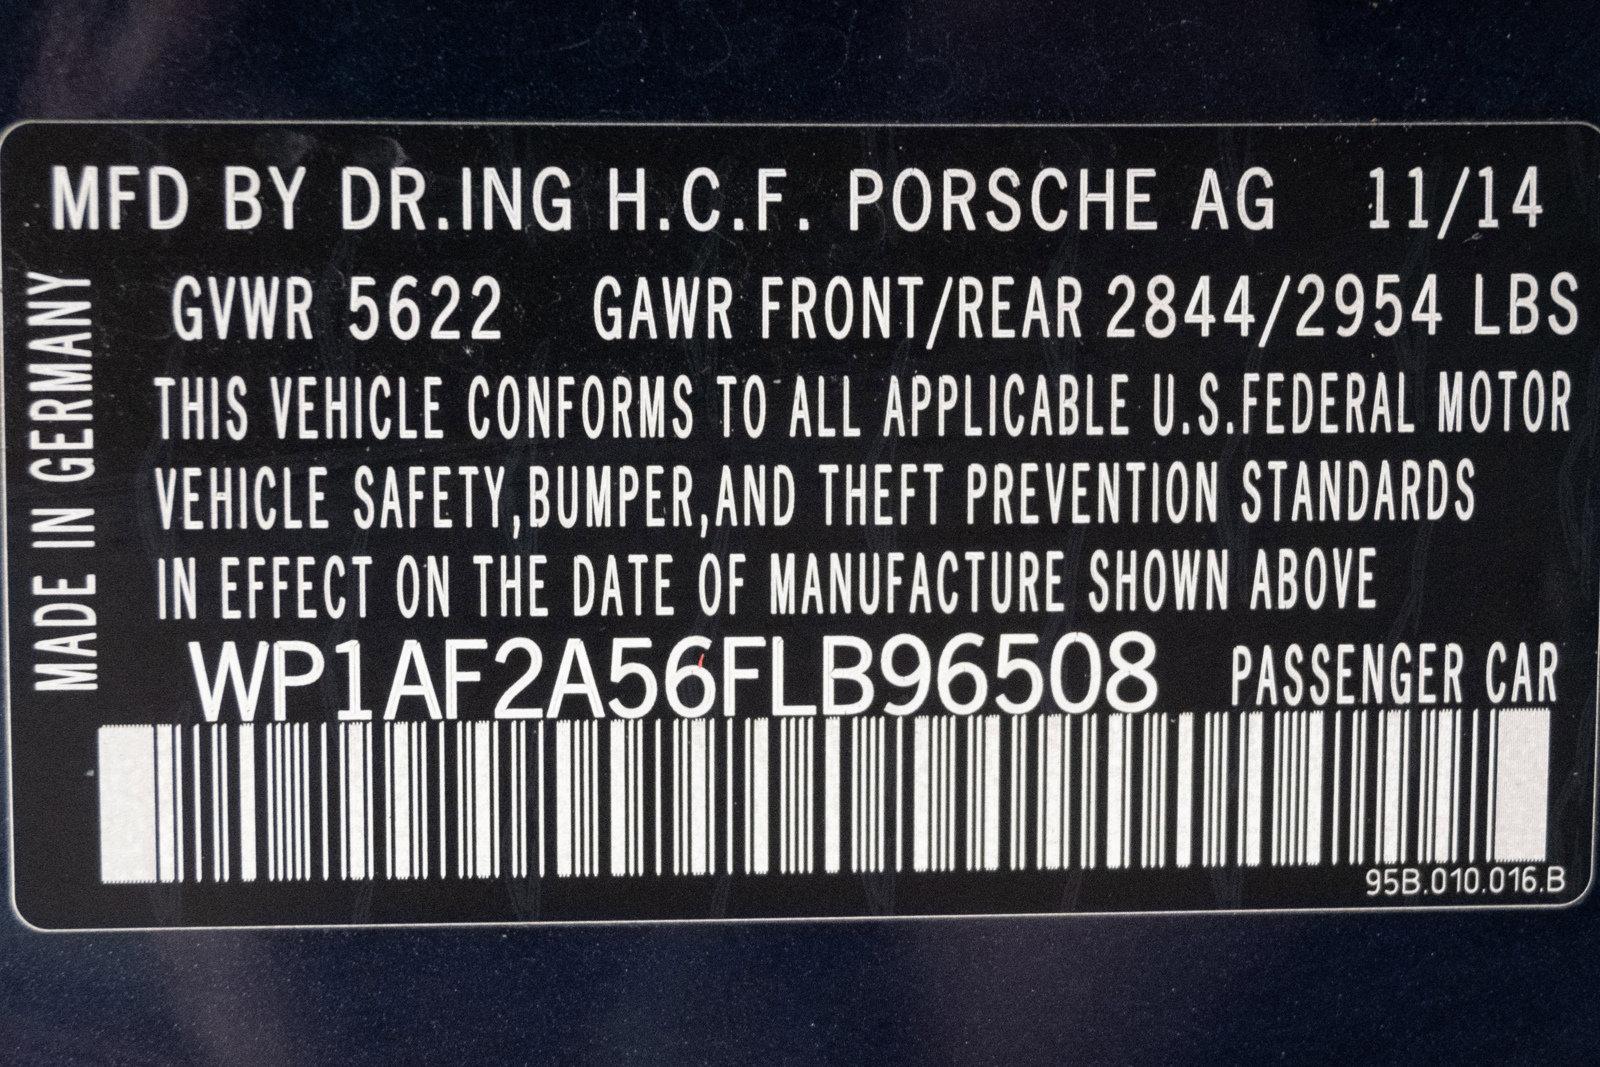 MFD BY DR.ING H.C.F. PORSCHE AG 11/14
GVWR 5622 GAWR FRONT/REAR 2844/2954 LBS
THIS VEHICLE CONFORMS TO ALL APPLICABLE U.S.FEDERAL MOTOR
VEHICLE SAFETY,BUMPER,AND THEFT PREVENTION STANDARDS
IN EFFECT ON THE DATE OF MANUFACTURE SHOWN ABOVE
WP1AF2A56FLB96508 PASSENGER CAR
95B.010.016.B
MADE IN GERMANY